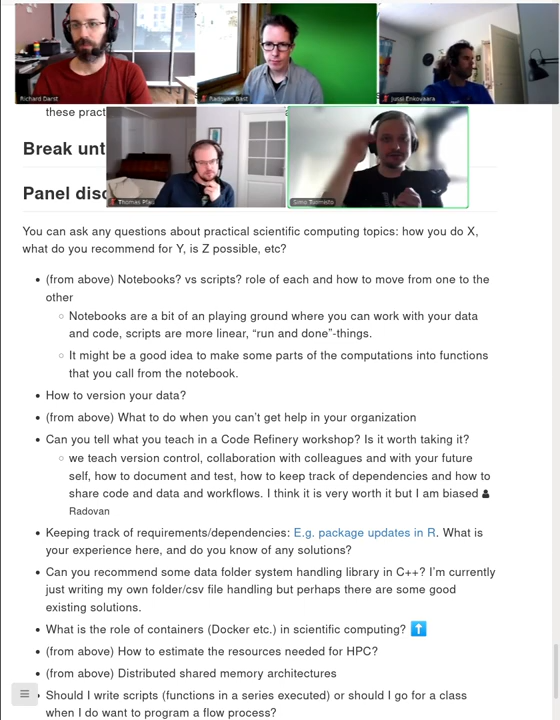 Richard Darst
Radovan Bast
Jussi Enkovaara
these pract
Break unt
Thomas Pfau
Simo Tuomisto
Panel disc
You can ask any questions about practical scientific computing topics: how you do X,
what do you recommend for Y, is Z possible, etc?
(from above) Notebooks? vs scripts? role of each and how to move from one to the
other
Notebooks are a bit of an playing ground where you can work with your data
and code, scripts are more linear, “run and done”-things.
It might be a good idea to make some parts of the computations into functions
that you call from the notebook.
How to version your data?
(from above) What to do when you can’t get help in your organization
Can you tell what you teach in a Code Refinery workshop? Is it worth taking it?
we teach version control, collaboration with colleagues and with your future
self, how to document and test, how to keep track of dependencies and how to
share code and data and workflows. I think it is very worth it but I am biased
Radovan
Keeping track of requirements/dependencies: E.g. package updates in R. What is
your experience here, and do you know of any solutions?
Can you recommend some data folder system handling library in C++? I’m currently
just writing my own folder/csv file handling but perhaps there are some good
existing solutions.
What is the role of containers (Docker etc.) in scientific computing?
(from above) How to estimate the resources needed for HPC?
(from above) Distributed shared memory architectures
Should I write scripts (functions in a series executed) or should I go for a class
when I do want to program a flow process?